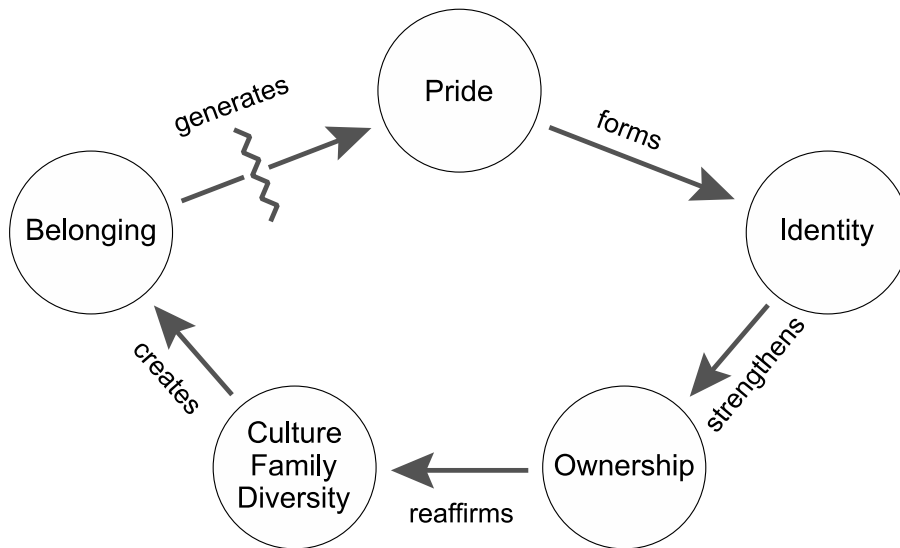 generates
Pride
forms
Belonging
Identity
creates
strengthens
Culture
Family
Diversity
Ownership
reaffirms